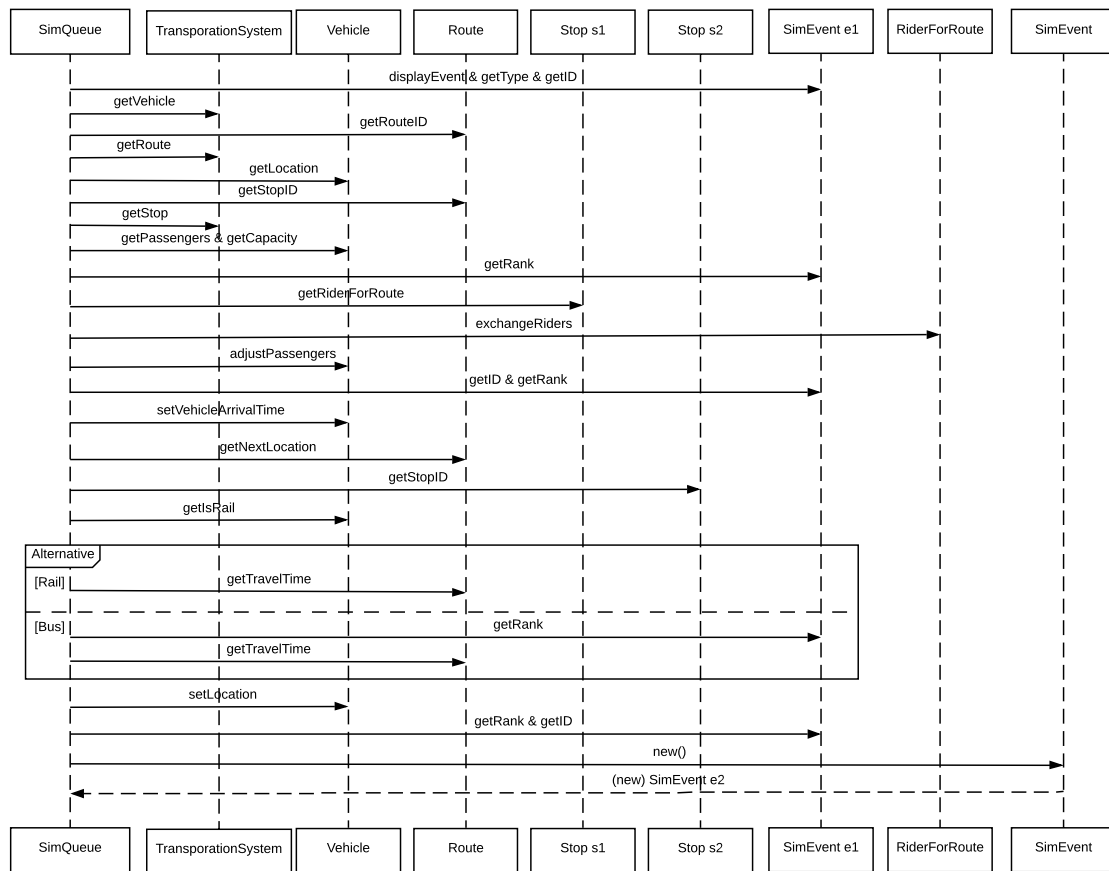 SimQueue
TransporationSystem
Vehicle
Route
Stop s1
Stop s2
SimEvent e1
RiderForRoute
SimEvent
displayEvent & getType & getID
getVehicle
getRouteID
getRoute
getLocation
getStopID
getStop
getPassengers & getCapacity
getRank
getRiderForRoute
exchangeRiders
adjustPassengers
getID & getRank
setVehicleArrivalTime
getNextLocation
getStopID
getIsRail
Alternative
[Rail]
getTravelTime
[Bus]
getRank
getTravelTime
setLocation
getRank & getID
new()
(new) SimEvent e2
SimQueue
TransporationSystem
Vehicle
Route
Stop s1
Stop s2
SimEvent e1
RiderForRoute
SimEvent